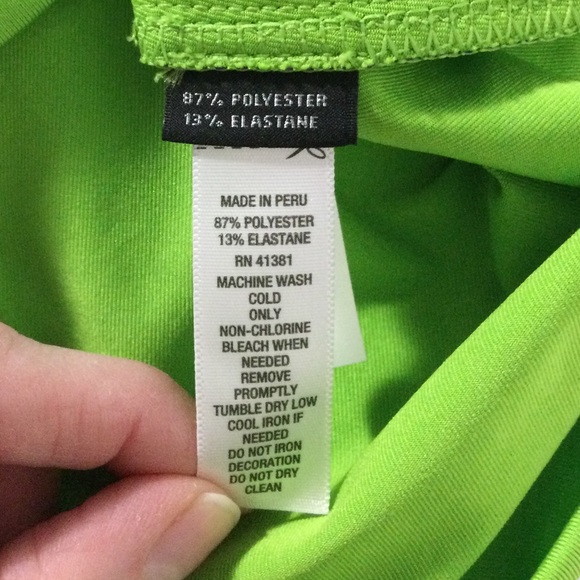 87% POLYESTER
13% ELASTANE
MADE IN PERU
87% POLYESTER
13% ELASTANE
RN 41381
MACHINE WASH
COLD
ONLY
NON-CHLORINE
BLEACH WHEN
NEEDED
REMOVE
PROMPTLY
TUMBLE DRY LOW
COOL IRON IF
NEEDED
DO NOT IRON
DECORATION
DO NOT DRY
CLEAN